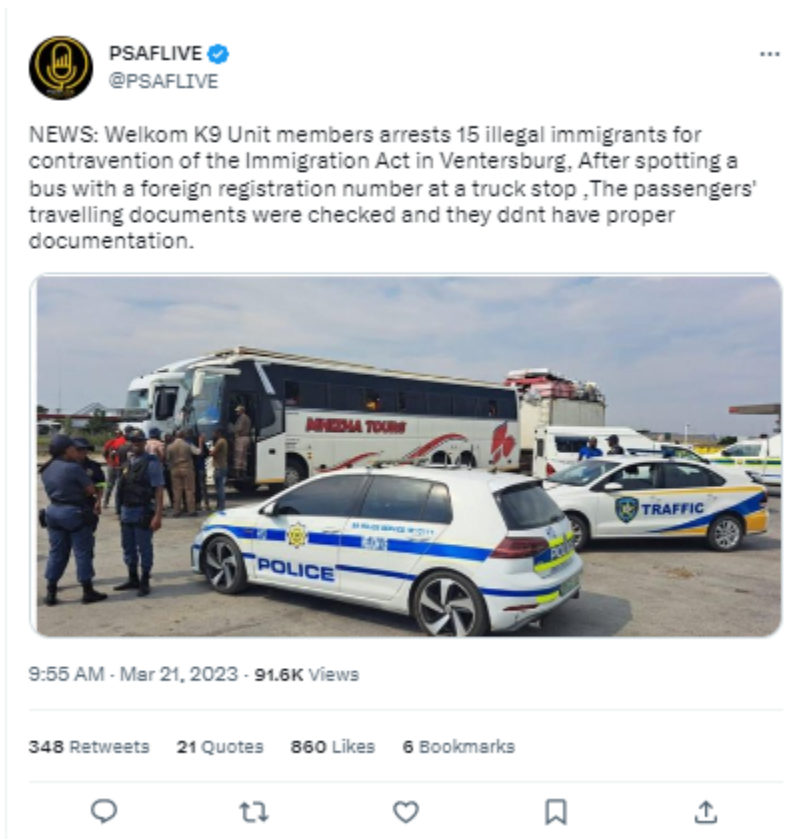 PSAFLIVE
@PSAFLIVE
NEWS: Welkom K9 Unit members arrests 15 illegal immigrants for
contravention of the Immigration Act in Ventersburg, After spotting a
bus with a foreign registration number at a truck stop ,The passengers'
travelling documents were checked and they ddnt have proper
documentation.
MHIZHA TOURS
TRAFFIC
POLICE
9:55 AM · Mar 21, 2023 · 91.6K Views
348 Retweets 21 Quotes 860 Likes 6 Bookmarks